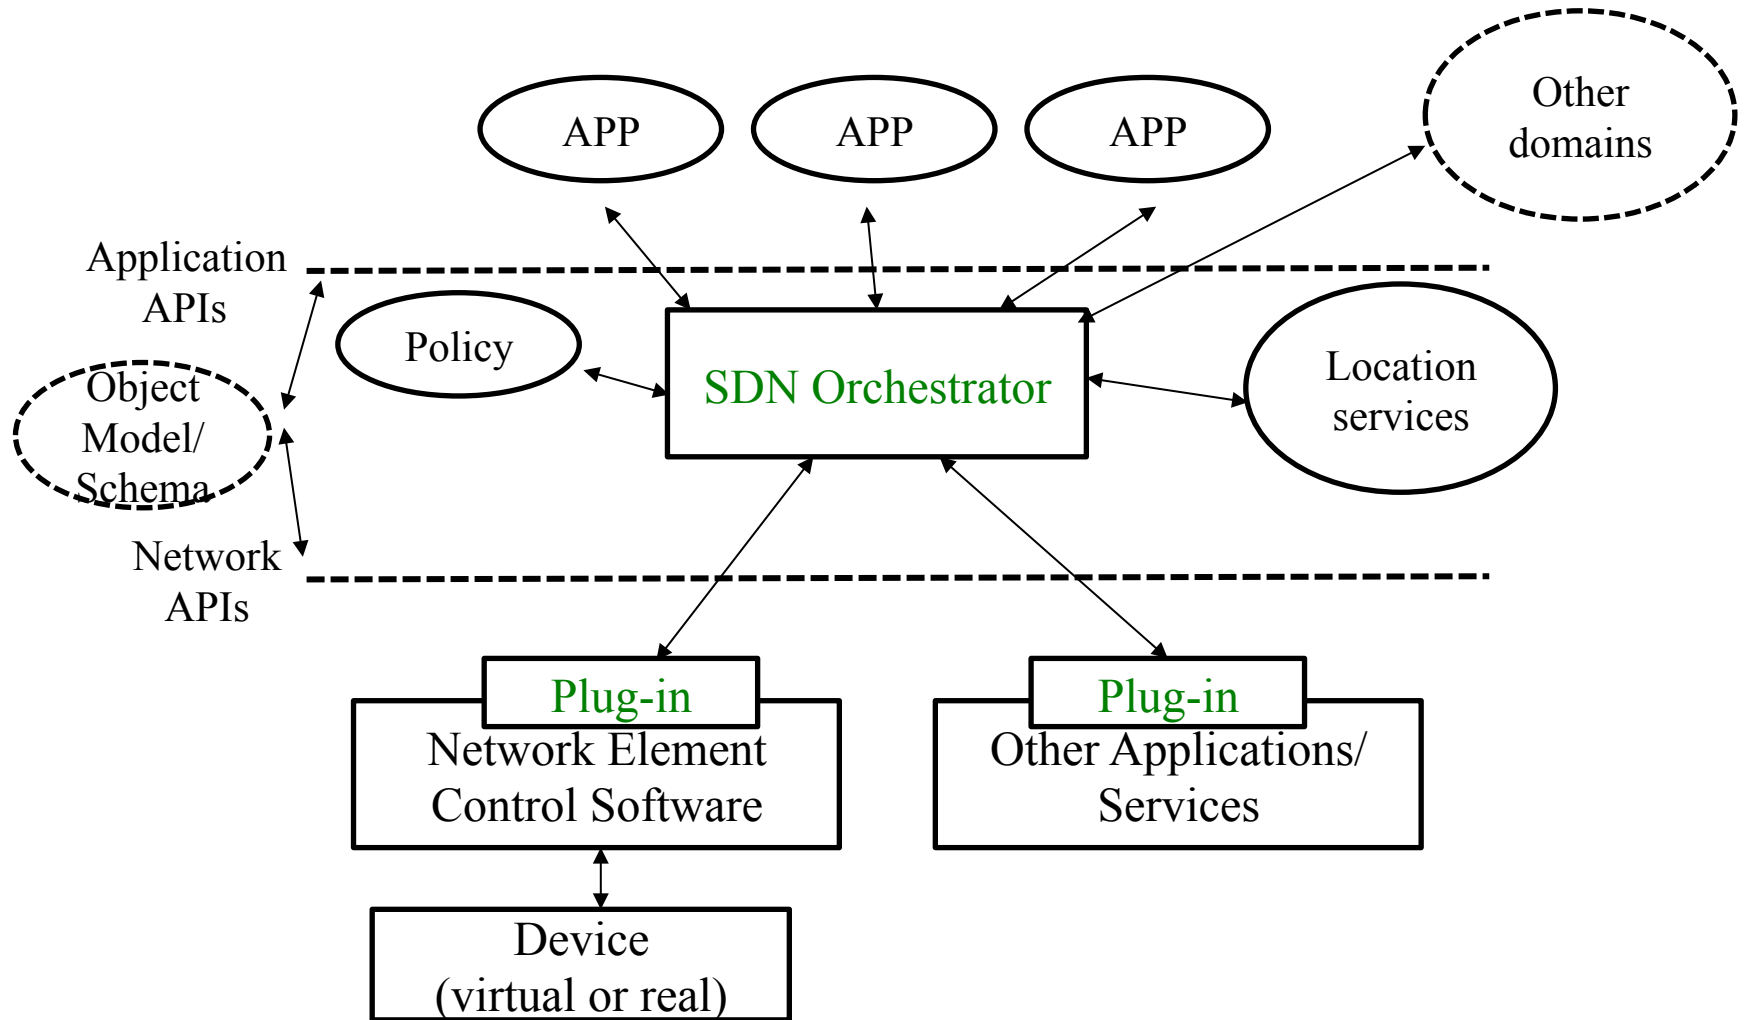 APP
APP
APP
Other
domains
Application
APIs
Policy
SDN Orchestrator
Location
services
Object
Model/
Schema
Network
APIs
Plug-in
Network Element
Control Software
Plug-in
Other Applications/
Services
Device
(virtual or real)